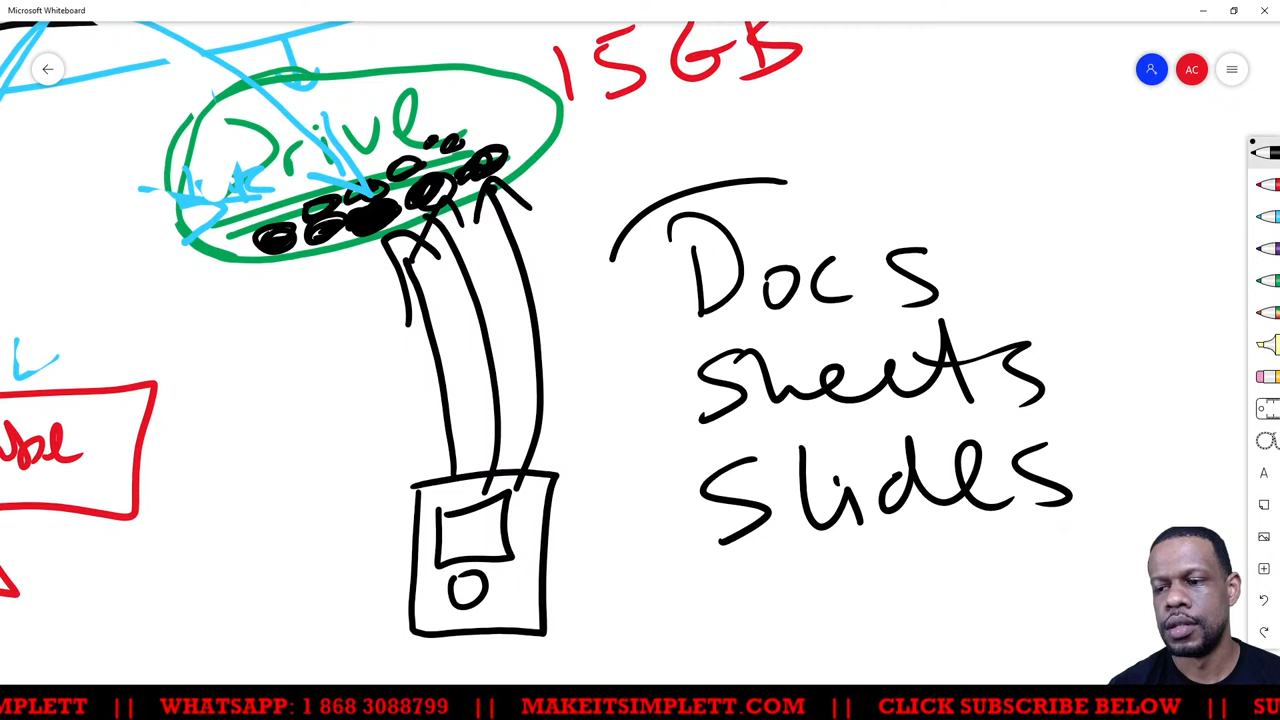 Microsoft Whiteboard
15GB
AC
Drive
Docs
sheets
slides
A
MPLETT || WHATSAPP: 1 868 3088799 || MAKEITSIMPLETT.COM || CLICK SUBSCRIBE BELOW || SU